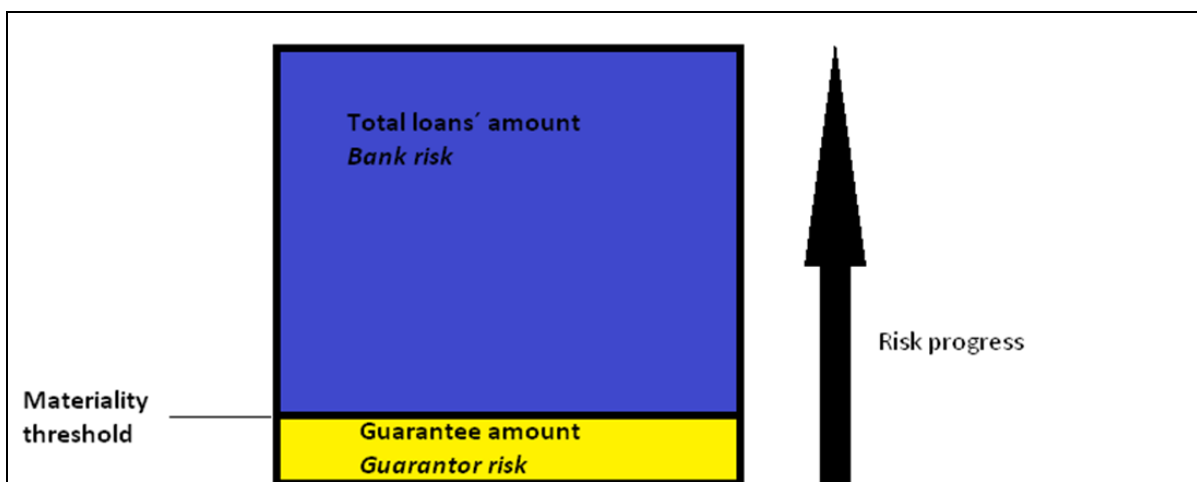 Total loans´ amount
Bank risk
Risk progress
Materiality
threshold
Guarantee amount
Guarantor risk